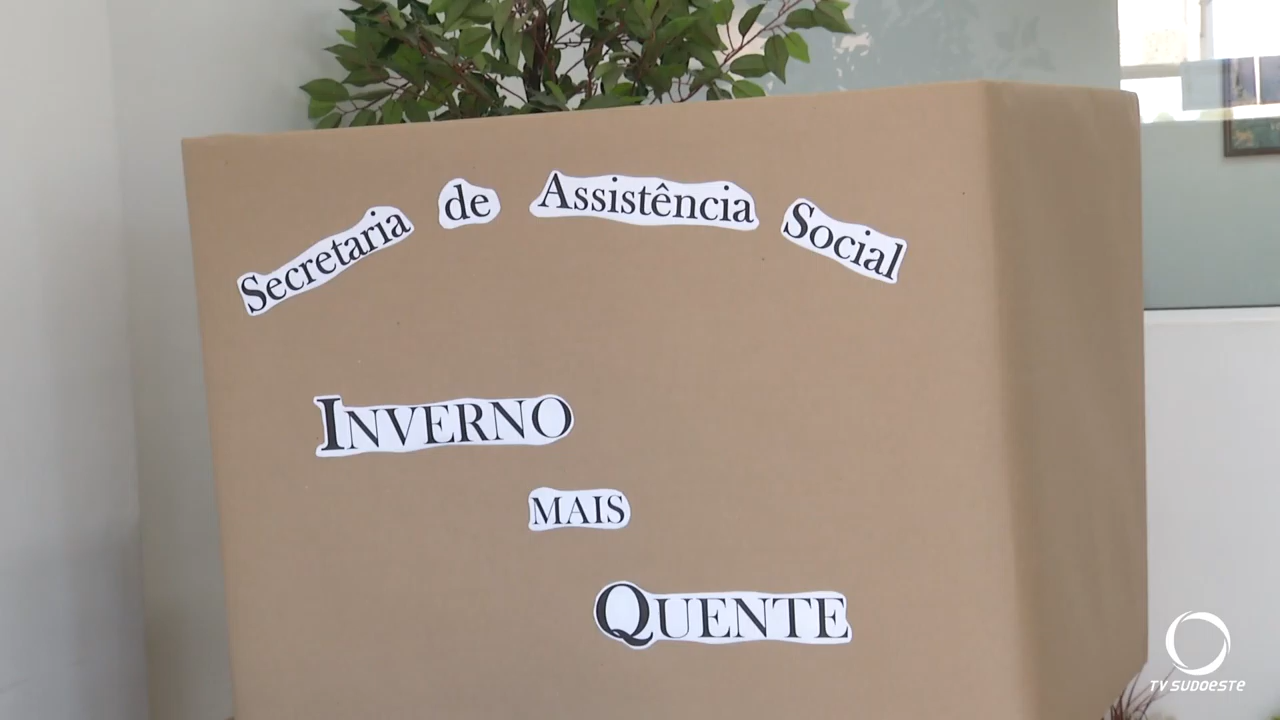 Secretaria de Assistência Social
INVERNO
MAIS
QUENTE
TV SUDOESTE